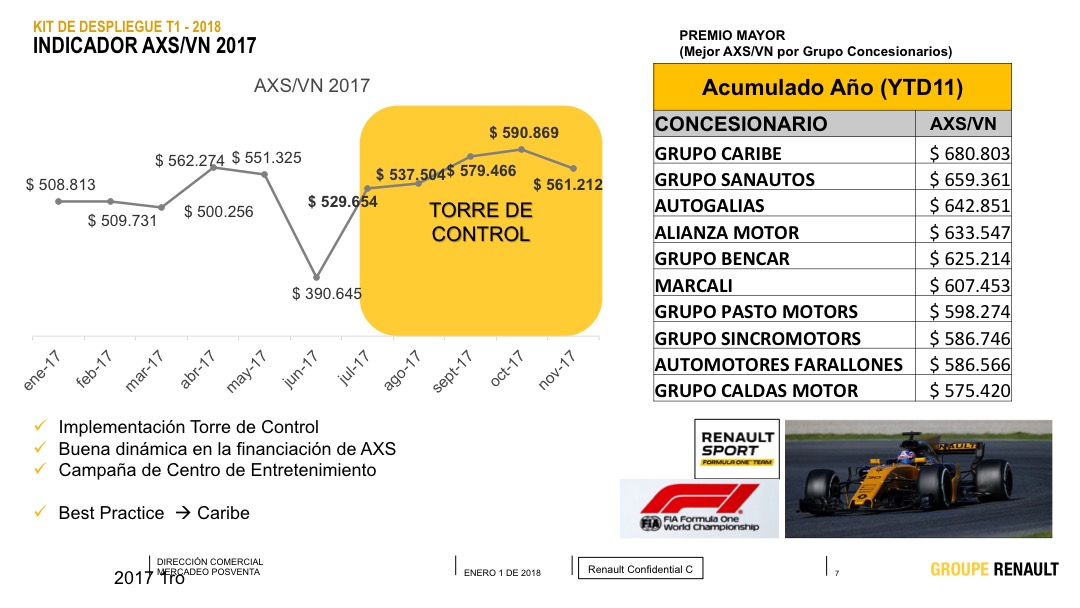 KIT DE DESPLIEGUE T1 - 2018
INDICADOR AXS/VN 2017
PREMIO MAYOR
(Mejor AXS/VN por Grupo Concesionarios)
AXS/VN 2017
$ 508.813
$ 509.731
$ 500.256
$ 562.274
$ 551.325
$ 390.645
$ 529.654
$ 537.504
$ 579.466
$ 590.869
$ 561.212
TORRE DE
CONTROL
ene-17 feb-17 mar-17 abr-17 may-17 jun-17 jul-17 ago-17 sept-17 oct-17 nov-17
Acumulado Año (YTD11)
CONCESIONARIO AXS/VN
GRUPO CARIBE $ 680.803
GRUPO SANAUTOS $ 659.361
AUTOGALIAS $ 642.851
ALIANZA MOTOR $ 633.547
GRUPO BENCAR $ 625.214
MARCALI $ 607.453
GRUPO PASTO MOTORS $ 598.274
GRUPO SINCROMOTORS $ 586.746
AUTOMOTORES FARALLONES $ 586.566
GRUPO CALDAS MOTOR $ 575.420
✓ Implementación Torre de Control
✓ Buena dinámica en la financiación de AXS
✓ Campaña de Centro de Entretenimiento
✓ Best Practice → Caribe
RENAULT
SPORT
FORMULA ONE TEAM
F1
FIA Formula One
World Championship
RENAULT
DIRECCIÓN COMERCIAL
MERCADEO POSVENTA
2017 1ro
ENERO 1 DE 2018
Renault Confidential C
7
GROUPE RENAULT